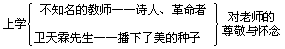 上学
不知名的教师——诗人、革命者
卫天霖先生——播下了美的种子
对老师的
尊敬与怀念